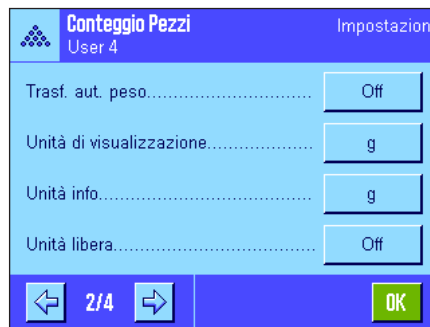 Conteggio Pezzi Impostazion
User 4
Trasf. aut. peso.............................. Off
Unità di visualizzazione................... g
Unità info....................................... g
Unità libera..................................... Off
2/4 OK